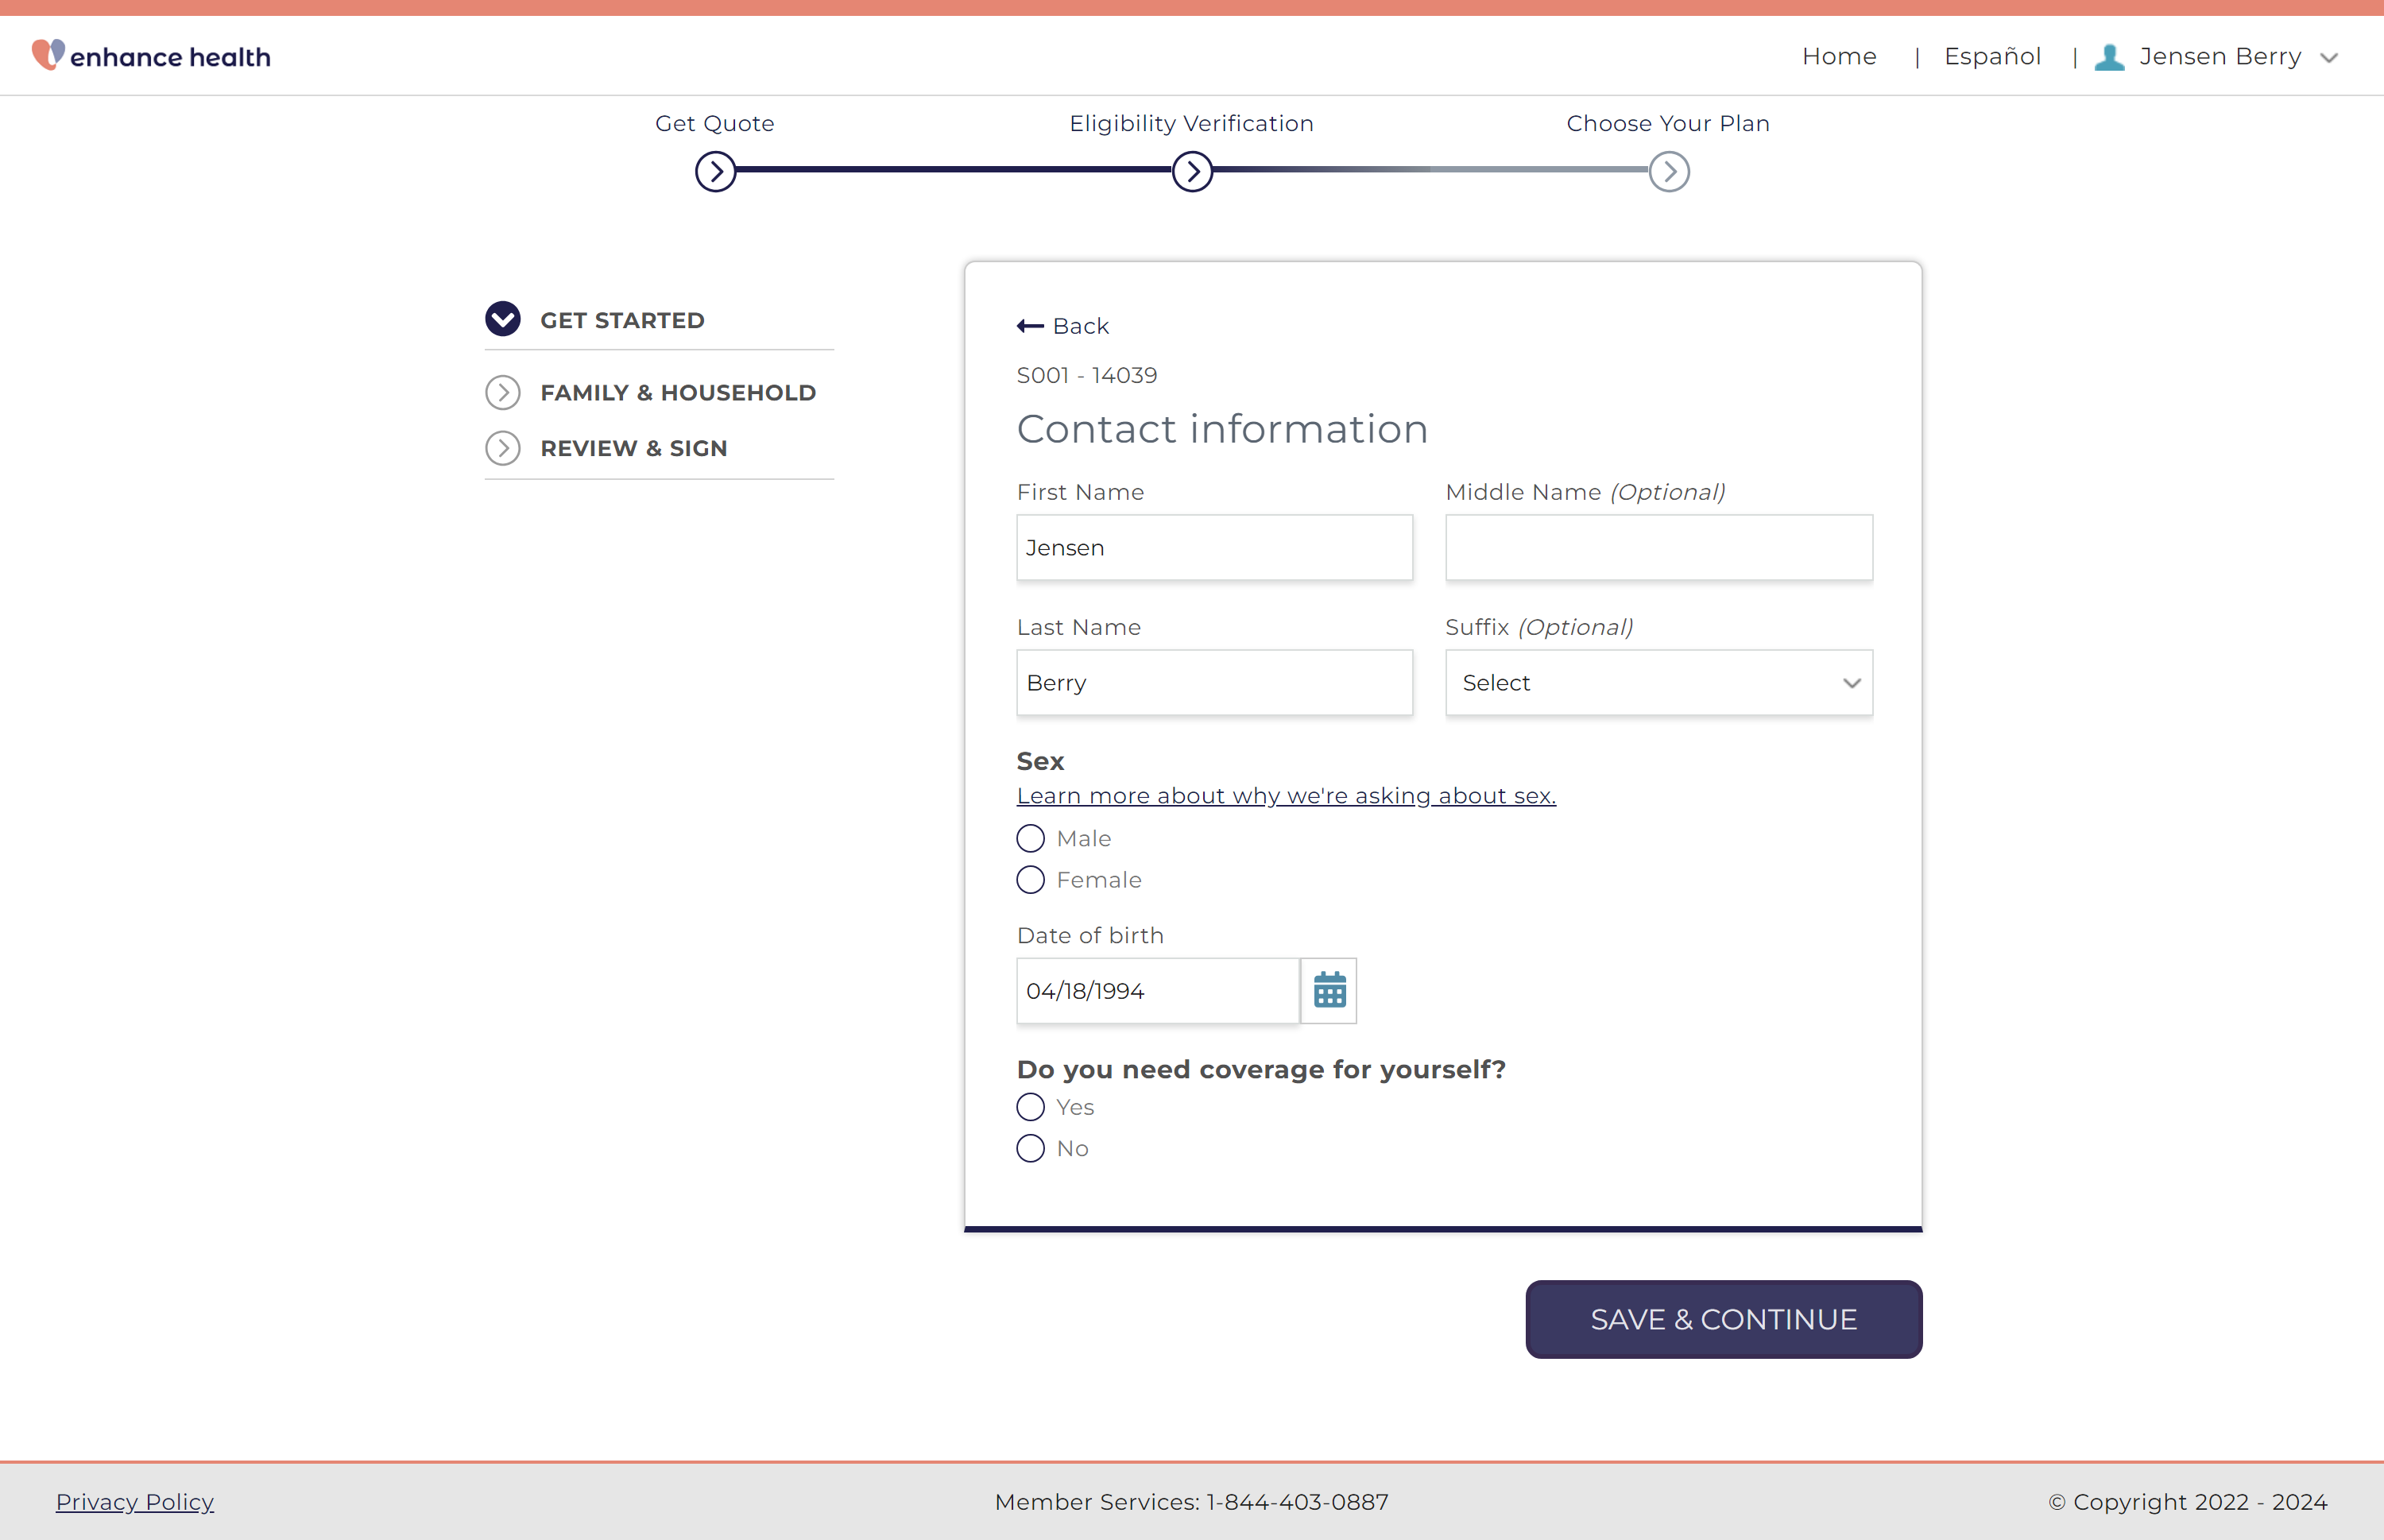 enhance health
Home | Español | Jensen Berry
Get Quote
Eligibility Verification
Choose Your Plan
GET STARTED
FAMILY & HOUSEHOLD
REVIEW & SIGN
Back
S001 - 14039
Contact information
First Name
Middle Name (Optional)
Jensen
Last Name
Suffix (Optional)
Berry
Select
Sex
Learn more about why we're asking about sex.
Male
Female
Date of birth
04/18/1994
Do you need coverage for yourself?
Yes
No
SAVE & CONTINUE
Privacy Policy
Member Services: 1-844-403-0887
© Copyright 2022 - 2024